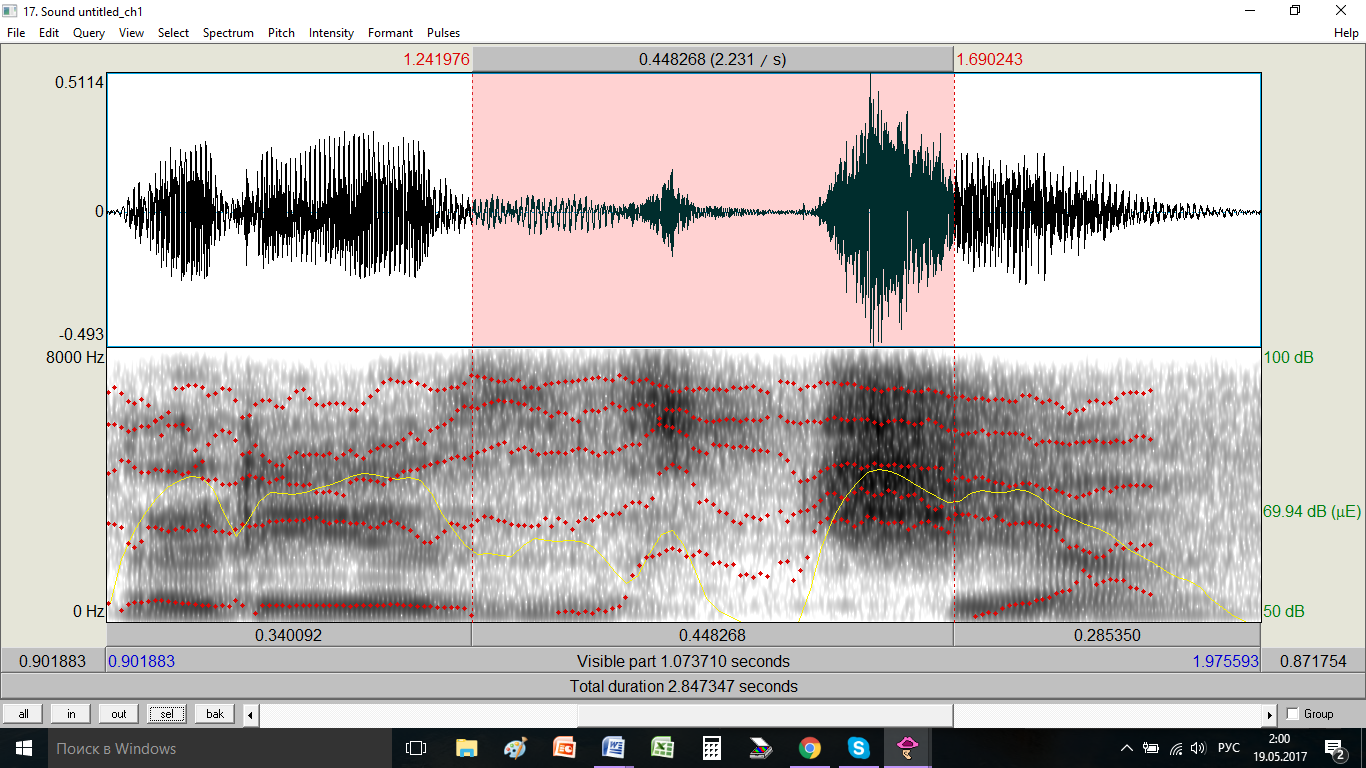 17. Sound untitled_ch1
File Edit Query View Select Spectrum Pitch Intensity Formant Pulses Help
1.241976 0.448268 (2.231 / s) 1.690243
0.5114
0
-0.493
8000 Hz 100 dB
69.94 dB (µE)
0 Hz 50 dB
0.340092 0.448268 0.285350
0.901883 0.901883 Visible part 1.073710 seconds 1.975593 0.871754
Total duration 2.847347 seconds
all in out sel bak Group
Поиск в Windows РУС 2:00
19.05.2017 2